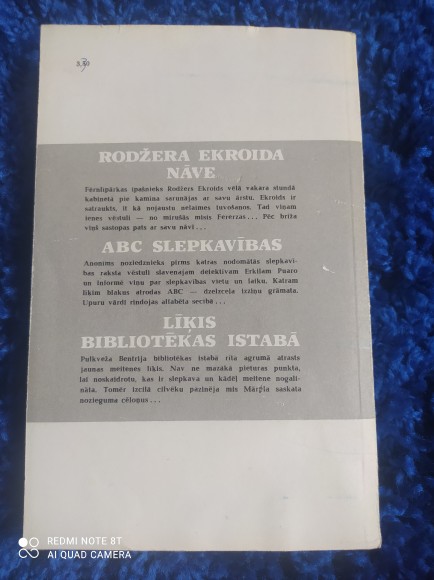 RODŽERA EKROIDA
NĀVE
Fērnlipārkas īpašnieks Rodžers Ekroids vēlā vakara stundā
kabinetā pie kamīna sarunājas ar savu ārstu. Ekroids ir
satraukts, it kā nojaustu nelaimes tuvošanos. Tad viņam
ienes vēstuli — no mirušās misis Ferērzas... Pēc brīža
viņš sastopas pats ar savu nāvi...
ABC SLEPKAVĪBAS
Anonīms noziedznieks pirms katras nodomātās slepkavī-
bas raksta vēstuli slavenajam detektīvam Erkilam Puaro
un informē viņu par slepkavības vietu un laiku. Katram
līķim blakus atrodas ABC — dzelzceļa izziņu grāmata.
Upuru vārdi rindojas alfabēta secībā...
LĪĶIS
BIBLIOTĒKAS ISTABĀ
Pulkveža Bentrija bibliotēkas istabā rīta agrumā atrasts
jaunas meitenes līķis. Nav ne mazākā pieturas punkta,
lai noskaidrotu, kas ir slepkava un kādēļ meitene nogali-
nāta. Tomēr izcilā cilvēku pazinēja mis Mārpla saskata
nozieguma cēloņus...
REDMI NOTE 8T
AI QUAD CAMERA